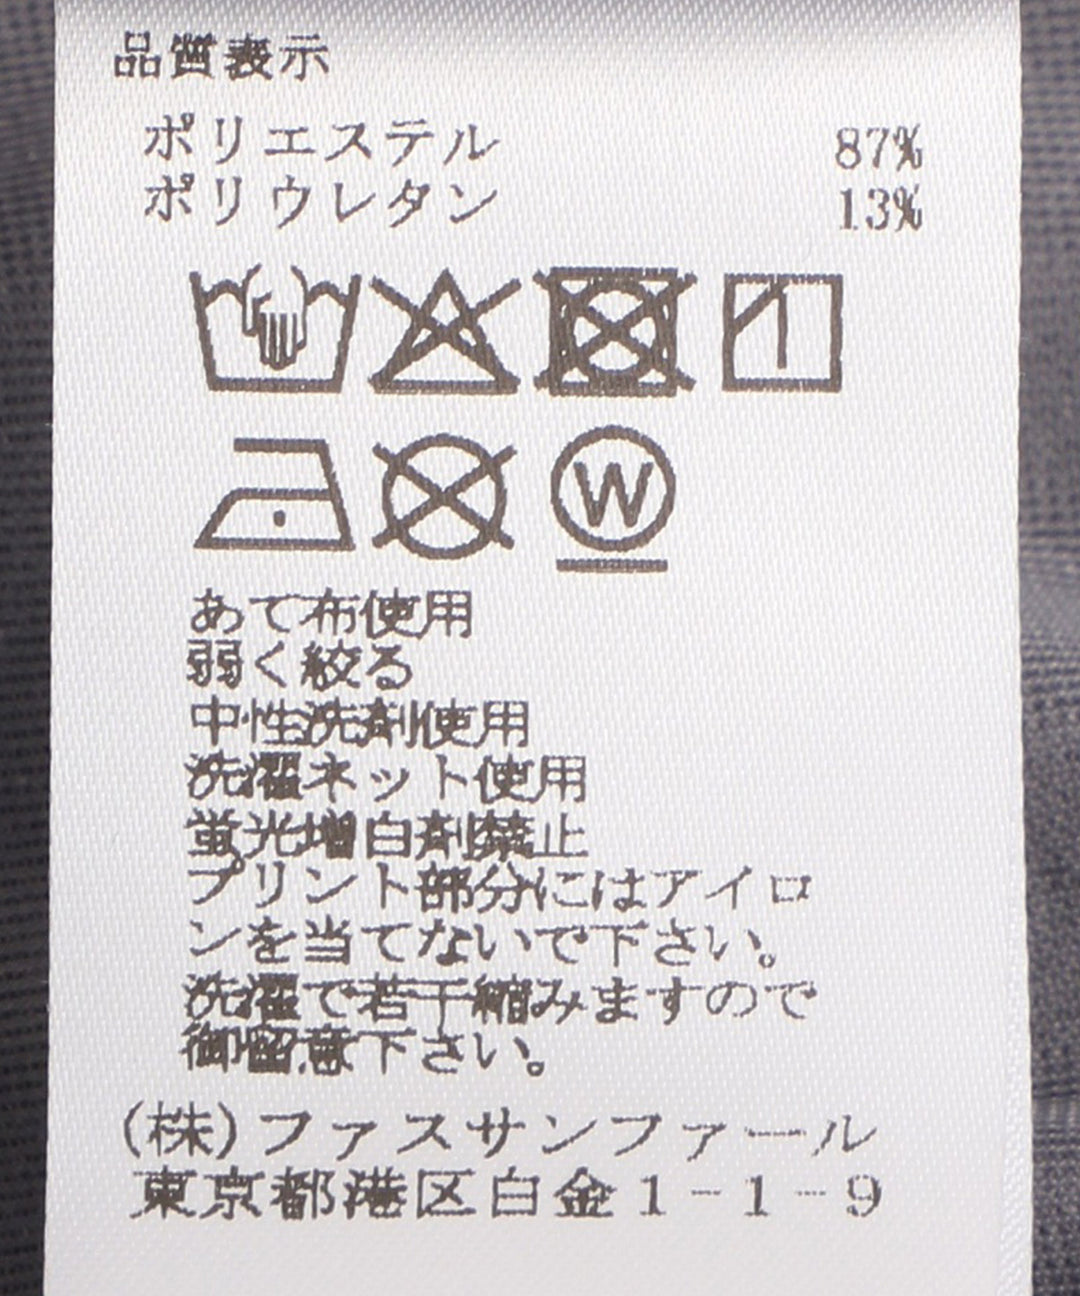 品質表示
ポリエステル 87%
ポリウレタン 13%
W
あて布使用
弱く絞る
中性洗剤使用
洗濯ネット使用
蛍光増白剤禁止
プリント部分にはアイロ
ンを当てないで下さい。
洗濯で若干縮みますので
御留意下さい。
(株)ファスサンファール
東京都港区白金1-1-9